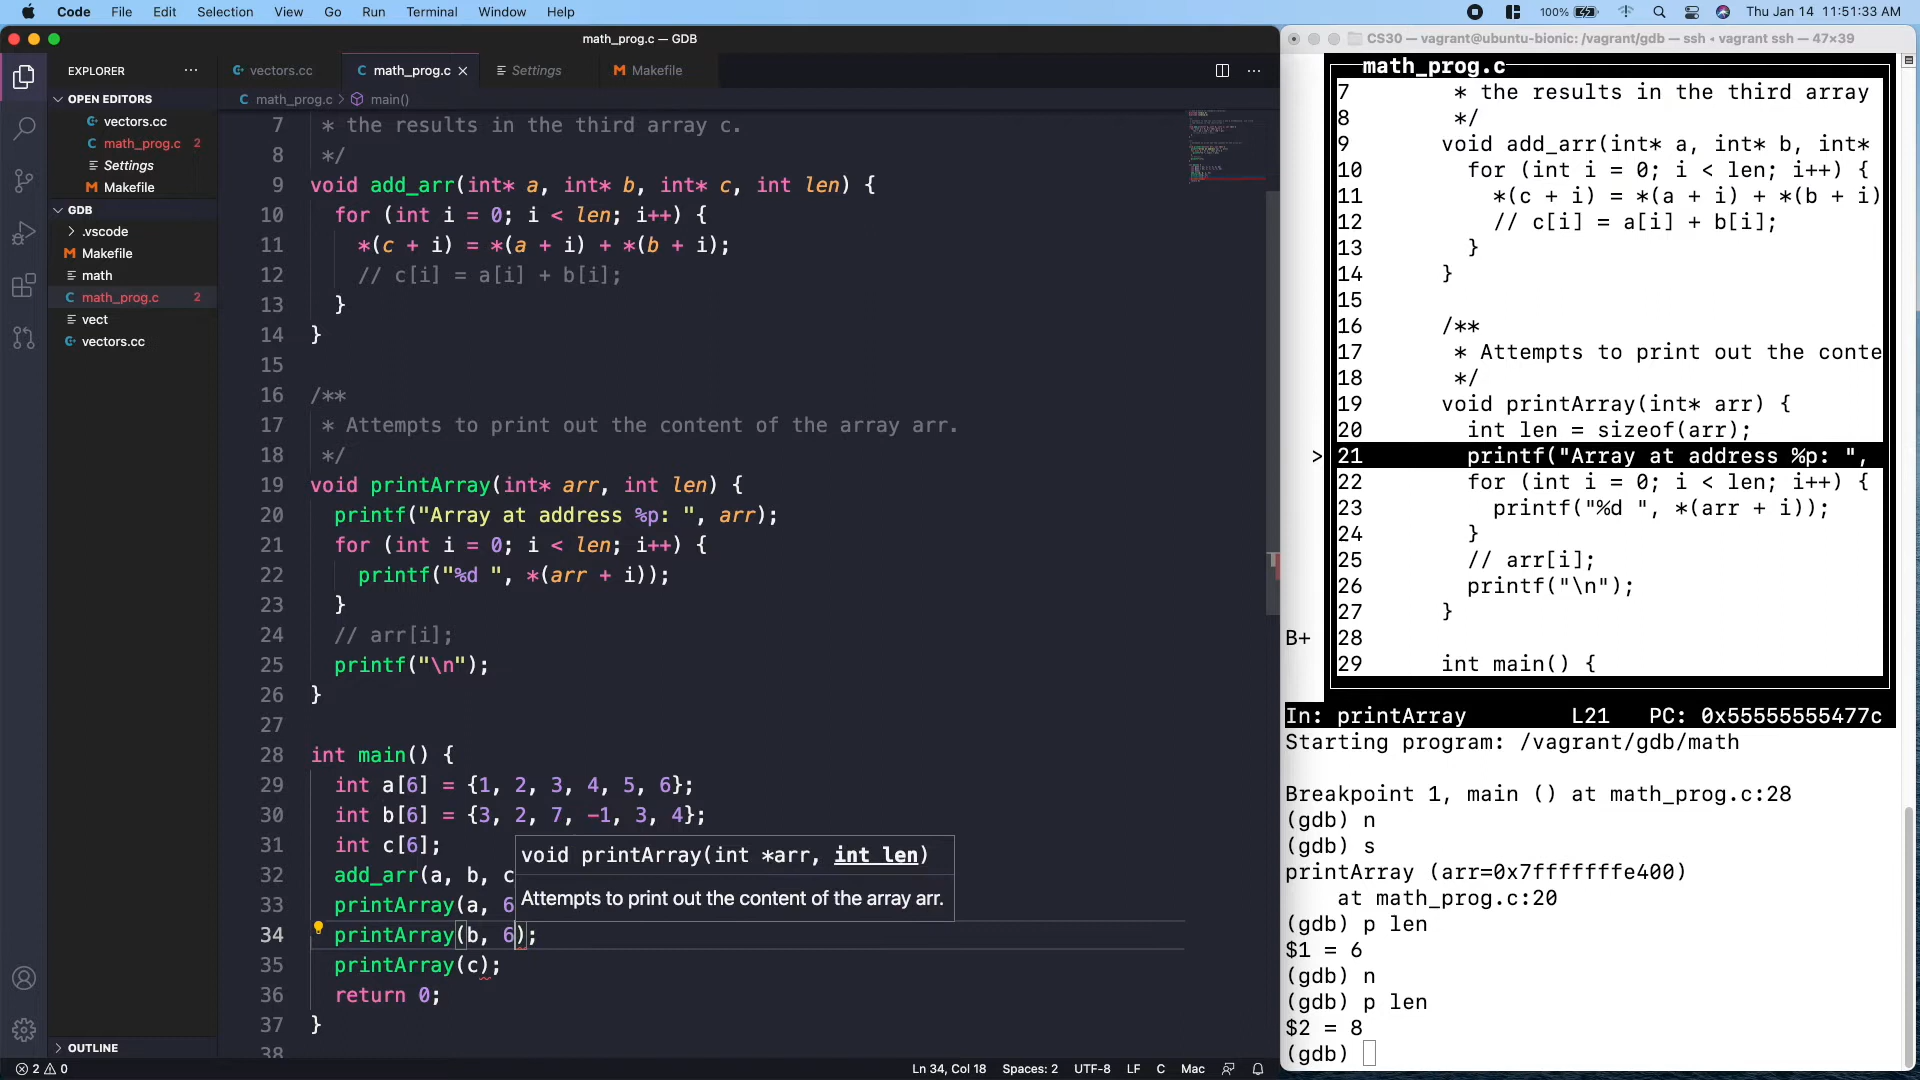 Code File Edit Selection View Go Run Terminal Window Help 100% Thu Jan 14 11:51:33 AM
math_prog.c — GDB
EXPLORER
OPEN EDITORS
vectors.cc
math_prog.c 2
Settings
Makefile
GDB
.vscode
Makefile
math
math_prog.c 2
vect
vectors.cc
OUTLINE
vectors.cc math_prog.c Settings Makefile
math_prog.c > main()
7 * the results in the third array c.
8 */
9 void add_arr(int* a, int* b, int* c, int len) {
10 for (int i = 0; i < len; i++) {
11 *(c + i) = *(a + i) + *(b + i);
12 // c[i] = a[i] + b[i];
13 }
14 }
15
16 /**
17 * Attempts to print out the content of the array arr.
18 */
19 void printArray(int* arr, int len) {
20 printf("Array at address %p: ", arr);
21 for (int i = 0; i < len; i++) {
22 printf("%d ", *(arr + i));
23 }
24 // arr[i];
25 printf("\n");
26 }
27
28 int main() {
29 int a[6] = {1, 2, 3, 4, 5, 6};
30 int b[6] = {3, 2, 7, -1, 3, 4};
31 int c[6];
32 add_arr(a, b, c
33 printArray(a, 6
34 printArray(b, 6);
35 printArray(c);
36 return 0;
37 }
38
void printArray(int *arr, int len)
Attempts to print out the content of the array arr.
2 0 Ln 34, Col 18 Spaces: 2 UTF-8 LF C Mac
CS30 — vagrant@ubuntu-bionic: /vagrant/gdb — ssh ◂ vagrant ssh — 47×39
math_prog.c
7 * the results in the third array
8 */
9 void add_arr(int* a, int* b, int*
10 for (int i = 0; i < len; i++) {
11 *(c + i) = *(a + i) + *(b + i)
12 // c[i] = a[i] + b[i];
13 }
14 }
15
16 /**
17 * Attempts to print out the conte
18 */
19 void printArray(int* arr) {
20 int len = sizeof(arr);
>21 printf("Array at address %p: ",
22 for (int i = 0; i < len; i++) {
23 printf("%d ", *(arr + i));
24 }
25 // arr[i];
26 printf("\n");
27 }
B+ 28
29 int main() {
In: printArray L21 PC: 0x55555555477c
Starting program: /vagrant/gdb/math
Breakpoint 1, main () at math_prog.c:28
(gdb) n
(gdb) s
printArray (arr=0x7fffffffe400)
at math_prog.c:20
(gdb) p len
$1 = 6
(gdb) n
(gdb) p len
$2 = 8
(gdb)